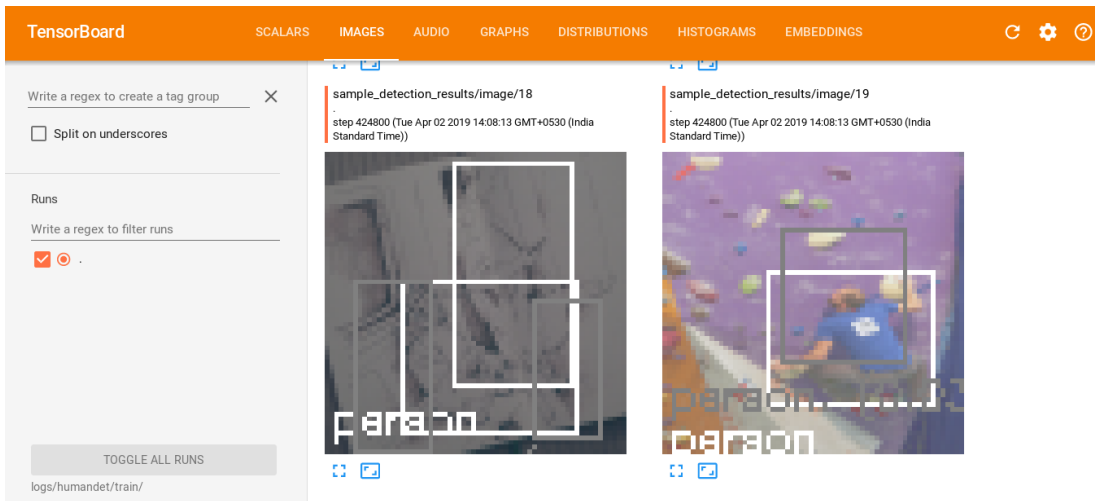 TensorBoard
SCALARS IMAGES AUDIO GRAPHS DISTRIBUTIONS HISTOGRAMS EMBEDDINGS
Write a regex to create a tag group
Split on underscores
Runs
Write a regex to filter runs
.
TOGGLE ALL RUNS
logs/humandet/train/
sample_detection_results/image/18
.
step 424800 (Tue Apr 02 2019 14:08:13 GMT+0530 (India
Standard Time))
person
sample_detection_results/image/19
.
step 424800 (Tue Apr 02 2019 14:08:13 GMT+0530 (India
Standard Time))
person
person